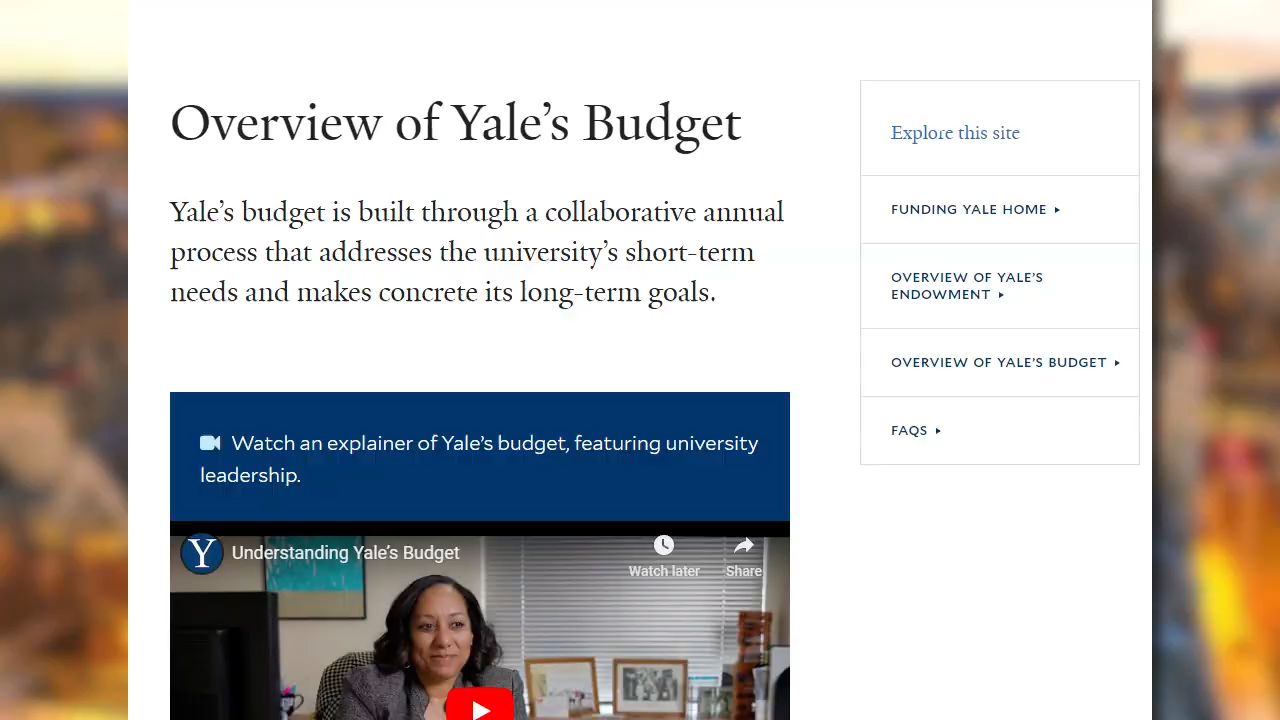 Overview of Yale’s Budget
Yale’s budget is built through a collaborative annual
process that addresses the university’s short-term
needs and makes concrete its long-term goals.
Watch an explainer of Yale’s budget, featuring university
leadership.
Y
Understanding Yale’s Budget
Watch later
Share
Explore this site
FUNDING YALE HOME
OVERVIEW OF YALE’S
ENDOWMENT
OVERVIEW OF YALE’S BUDGET
FAQS